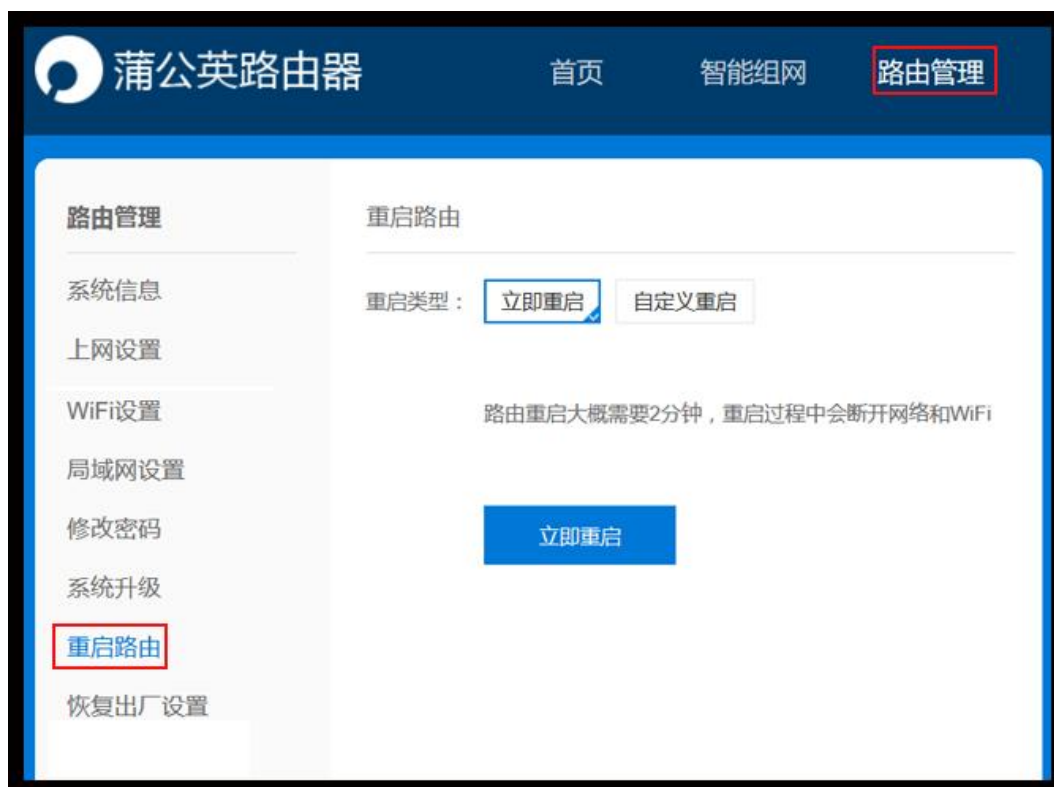 蒲公英路由器 首页 智能组网 路由管理
路由管理
系统信息
上网设置
WiFi设置
局域网设置
修改密码
系统升级
重启路由
恢复出厂设置
重启路由
重启类型： 立即重启 自定义重启
路由重启大概需要2分钟，重启过程中会断开网络和WiFi
立即重启